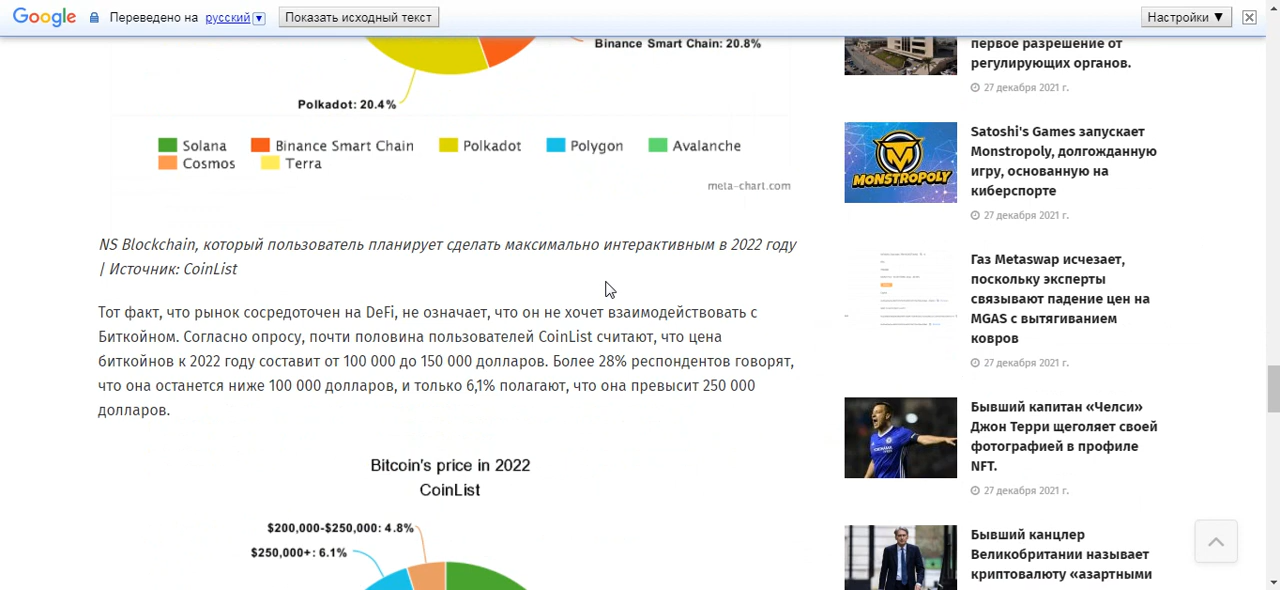 Google Переведено на русский ▼ Показать исходный текст Настройки ▼
Binance Smart Chain: 20.8%
Polkadot: 20.4%
Solana Binance Smart Chain Polkadot Polygon Avalanche
Cosmos Terra
meta-chart.com
NS Blockchain, который пользователь планирует сделать максимально интерактивным в 2022 году
| Источник: CoinList
Тот факт, что рынок сосредоточен на DeFi, не означает, что он не хочет взаимодействовать с
Биткойном. Согласно опросу, почти половина пользователей CoinList считают, что цена
биткойнов к 2022 году составит от 100 000 до 150 000 долларов. Более 28% респондентов говорят,
что она останется ниже 100 000 долларов, и только 6,1% полагают, что она превысит 250 000
долларов.
Bitcoin's price in 2022
CoinList
$200,000-$250,000: 4.8%
$250,000+: 6.1%
первое разрешение от
регулирующих органов.
27 декабря 2021 г.
Satoshi's Games запускает
Monstropoly, долгожданную
игру, основанную на
киберспорте
27 декабря 2021 г.
MONSTROPOLY
Газ Metaswap исчезает,
поскольку эксперты
связывают падение цен на
MGAS с вытягиванием
ковров
27 декабря 2021 г.
Бывший капитан «Челси»
Джон Терри щеголяет своей
фотографией в профиле
NFT.
27 декабря 2021 г.
Бывший канцлер
Великобритании называет
криптовалюту «азартными